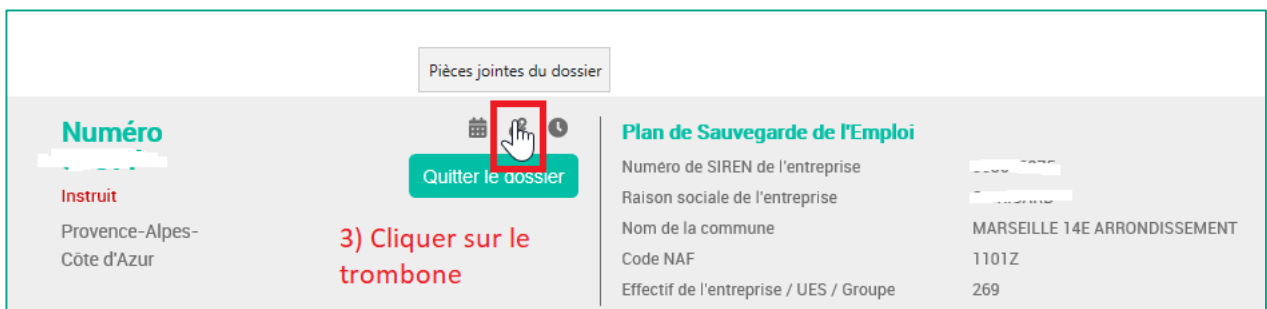 Pièces jointes du dossier
Numéro
Instruit
Provence-Alpes-
Côte d'Azur
Quitter le dossier
3) Cliquer sur le
trombone
Plan de Sauvegarde de l'Emploi
Numéro de SIREN de l'entreprise
Raison sociale de l'entreprise
Nom de la commune MARSEILLE 14E ARRONDISSEMENT
Code NAF 1101Z
Effectif de l'entreprise / UES / Groupe 269